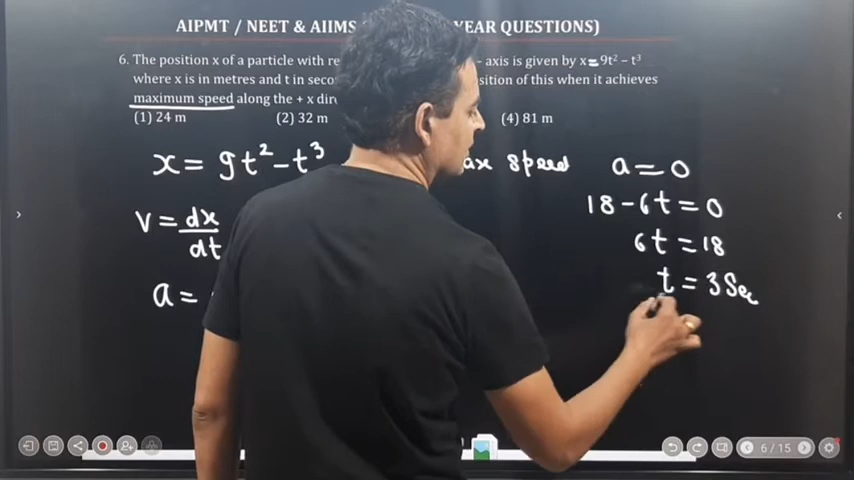 AIPMT / NEET & AIIMS YEAR QUESTIONS)
6. The position x of a particle with re - axis is given by x = 9t² – t³
where x is in metres and t in seco sition of this when it achieves
maximum speed along the + x dir
(1) 24 m (2) 32 m (4) 81 m
x = 9t² – t³ ax speed a = 0
18 – 6t = 0
v = dx/dt
6t = 18
a = t = 3 Sec
6 / 15